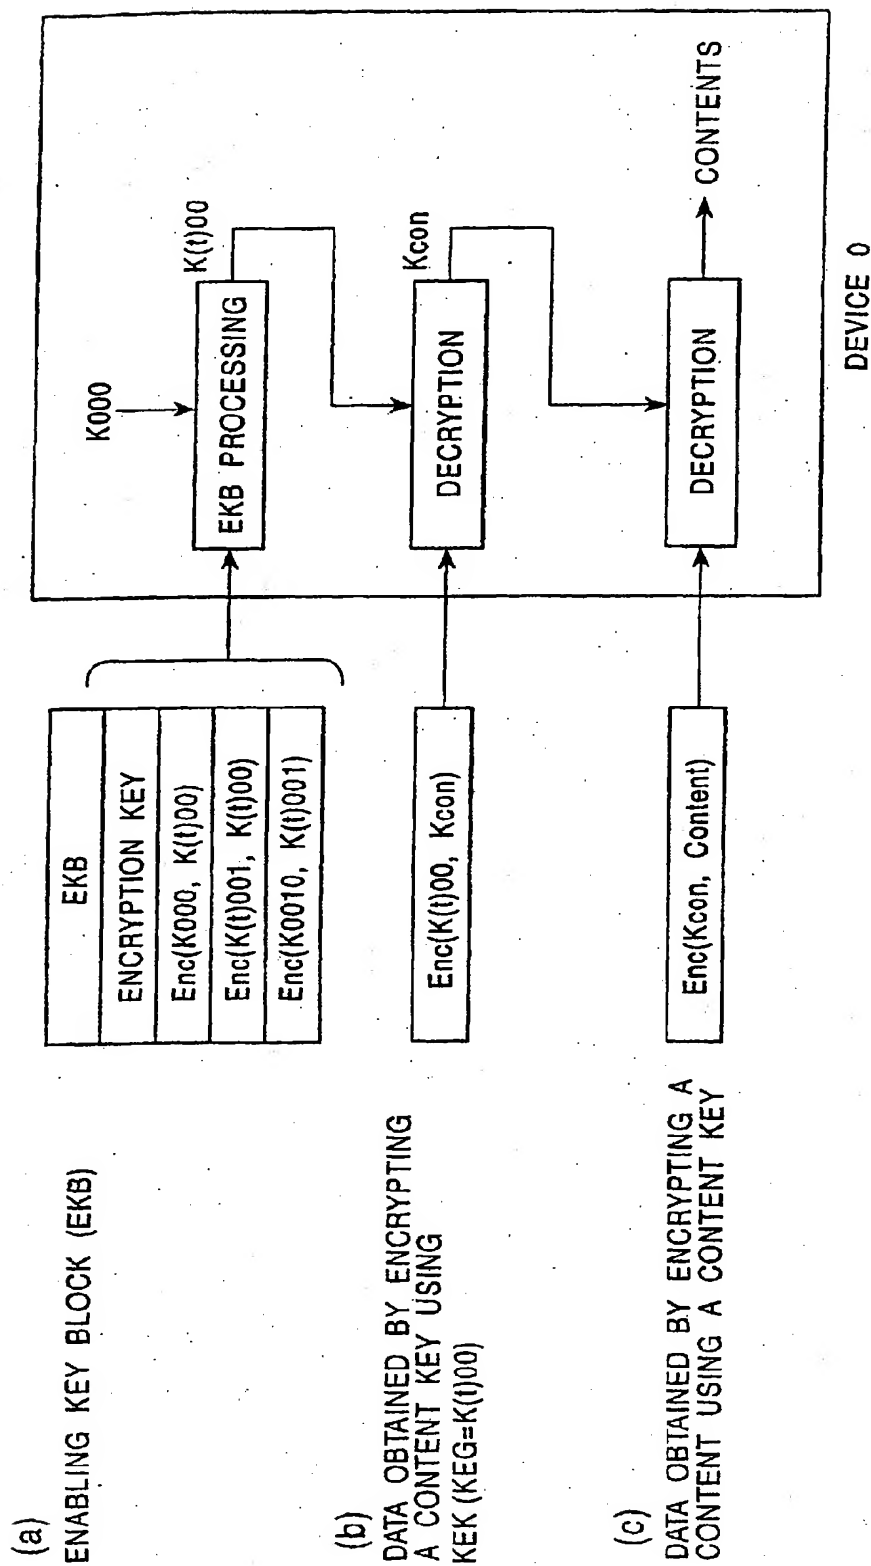 (a)
ENABLING KEY BLOCK (EKB)
EKB
ENCRYPTION KEY
Enc(K000, K(t)00)
Enc(K(t)001, K(t)00)
Enc(K0010, K(t)001)
K000
EKB PROCESSING
K(t)00
(b)
DATA OBTAINED BY ENCRYPTING
A CONTENT KEY USING
KEK (KEG=K(t)00)
Enc(K(t)00, Kcon)
DECRYPTION
Kcon
(c)
DATA OBTAINED BY ENCRYPTING A
CONTENT USING A CONTENT KEY
Enc(Kcon, Content)
DECRYPTION
CONTENTS
DEVICE 0